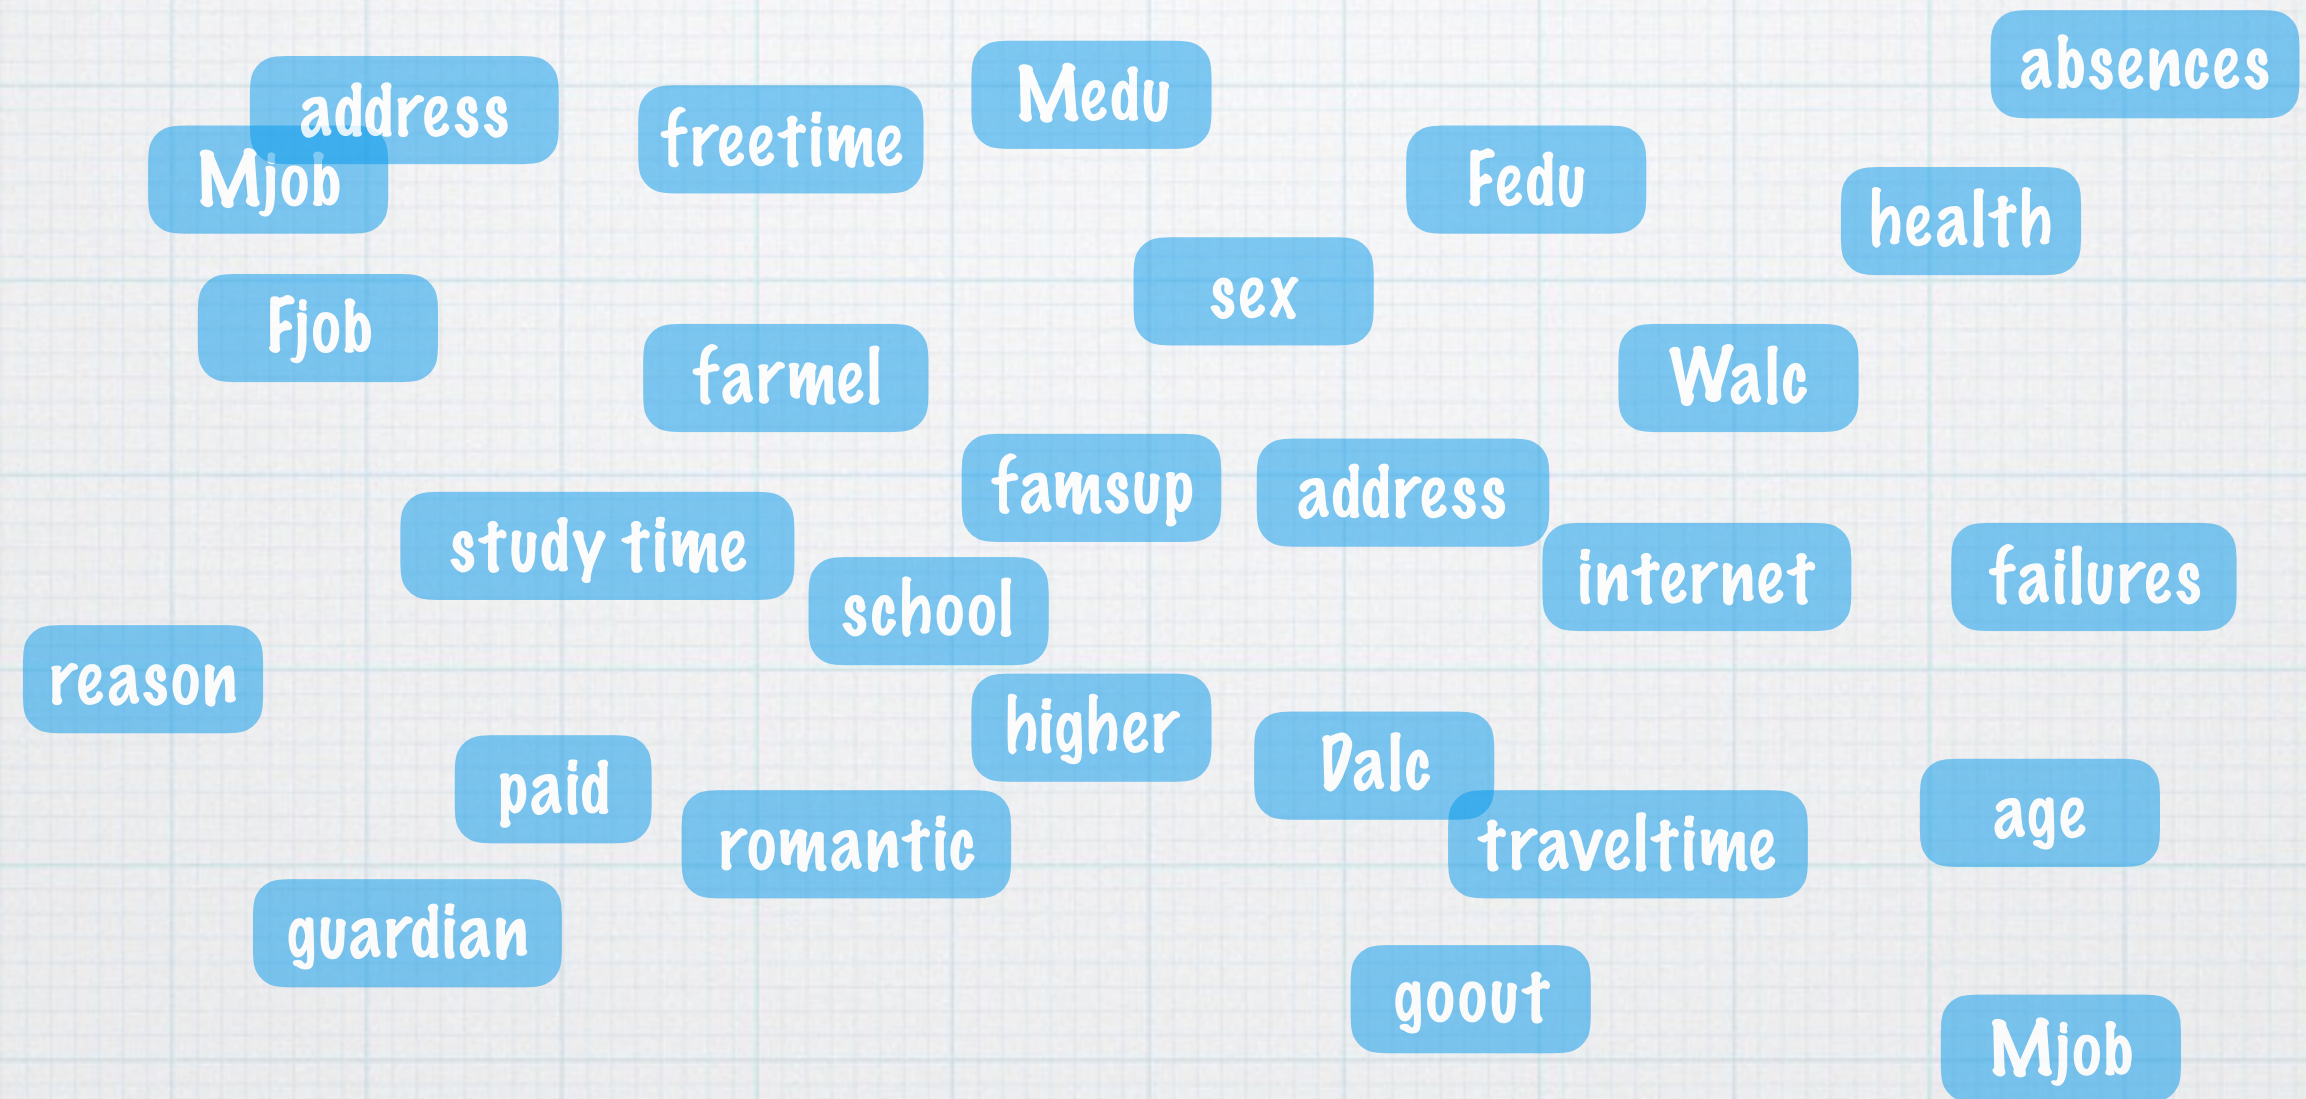 absences
address
Medu
freetime
Mjob
Fedu
health
sex
Fjob
farmel
Walc
famsup
address
study time
internet
failures
school
reason
higher
Dalc
paid
romantic
traveltime
age
guardian
goout
Mjob